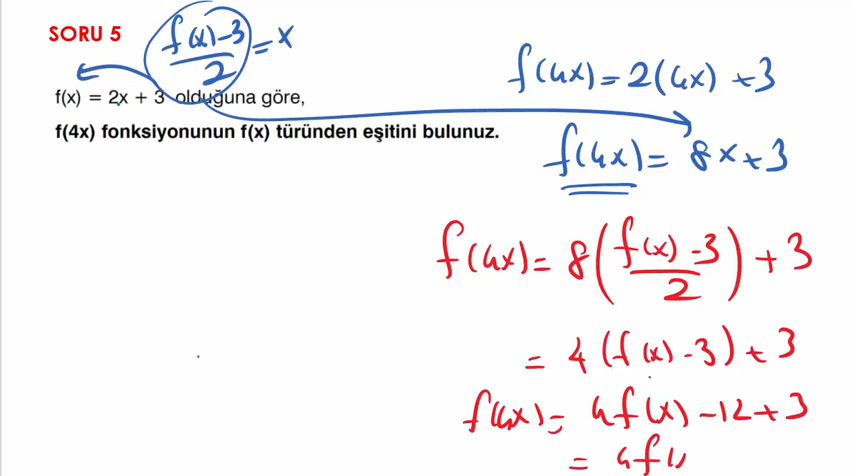 SORU 5
(f(x) - 3)/2 = x
f(x) = 2x + 3 olduğuna göre,
f(4x) fonksiyonunun f(x) türünden eşitini bulunuz.
f(4x) = 2(4x) + 3
f(4x) = 8x + 3
f(4x) = 8((f(x) - 3)/2) + 3
= 4(f(x) - 3) + 3
f(4x) = 4f(x) - 12 + 3
= 4f(